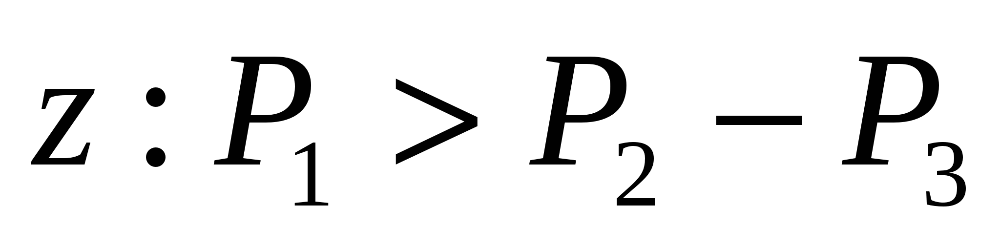 z : P₁ > P₂ − P₃